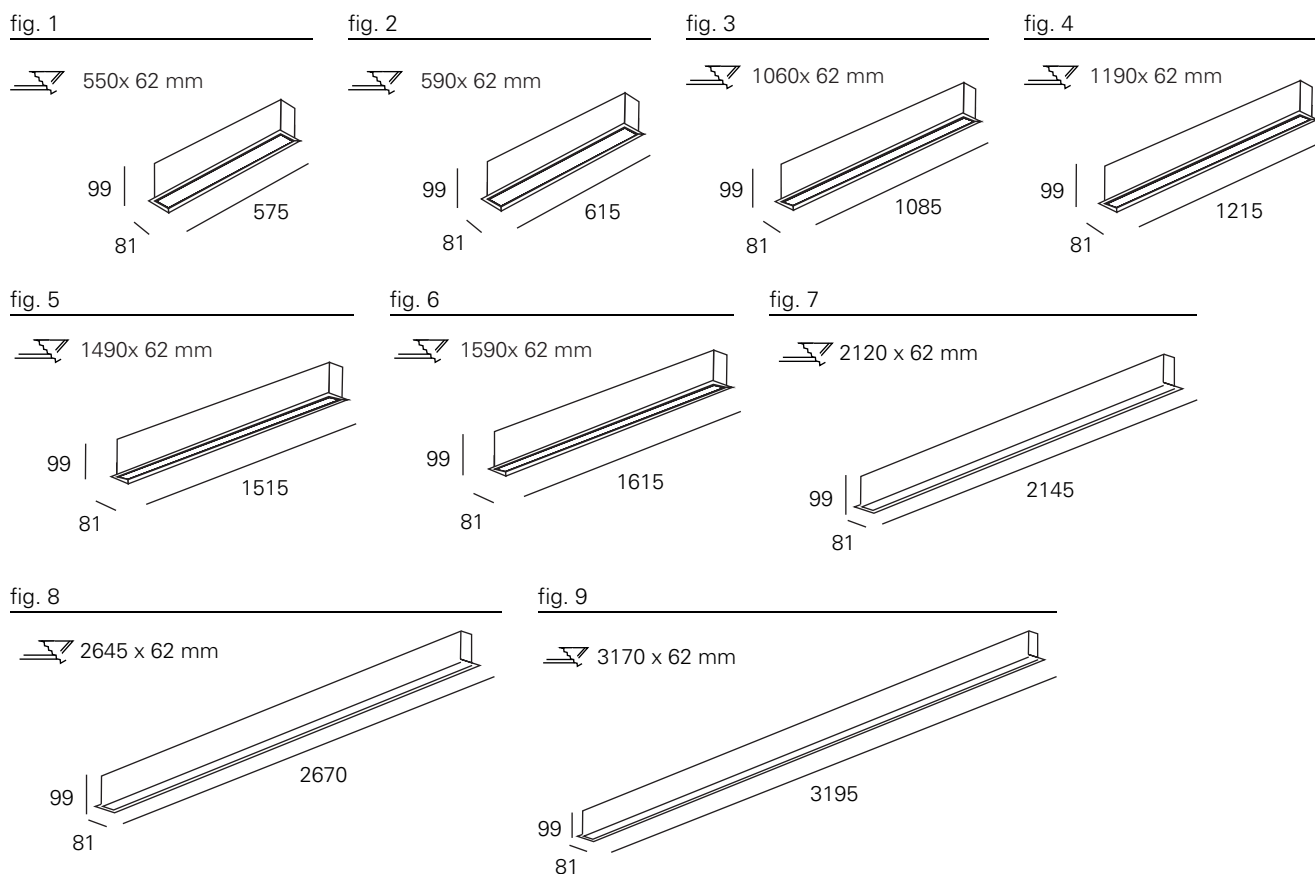 fig. 1
550x 62 mm
99
81
575
fig. 2
590x 62 mm
99
81
615
fig. 3
1060x 62 mm
99
81
1085
fig. 4
1190x 62 mm
99
81
1215
fig. 5
1490x 62 mm
99
81
1515
fig. 6
1590x 62 mm
99
81
1615
fig. 7
2120 x 62 mm
99
81
2145
fig. 8
2645 x 62 mm
99
81
2670
fig. 9
3170 x 62 mm
99
81
3195